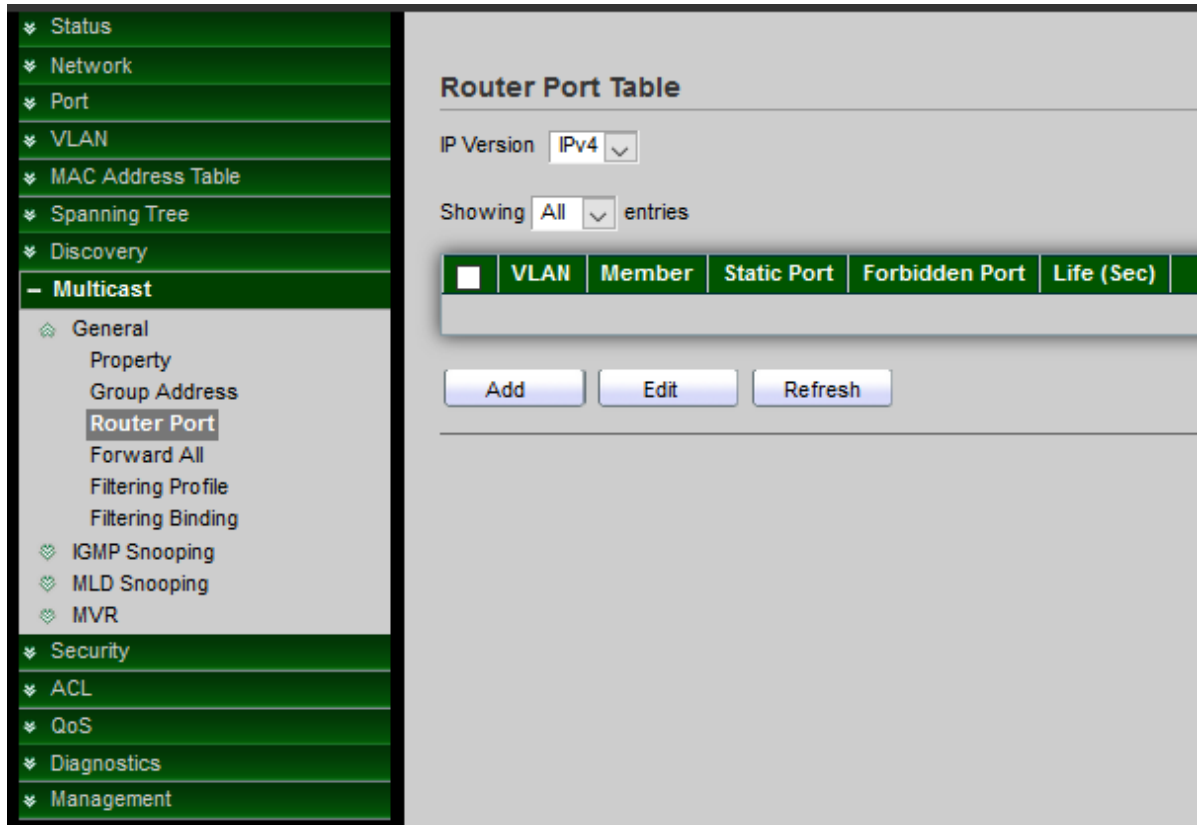 Status
Network
Port
VLAN
MAC Address Table
Spanning Tree
Discovery
Multicast
General
Property
Group Address
Router Port
Forward All
Filtering Profile
Filtering Binding
IGMP Snooping
MLD Snooping
MVR
Security
ACL
QoS
Diagnostics
Management
Router Port Table
IP Version IPv4
Showing All entries
VLAN Member Static Port Forbidden Port Life (Sec)
Add Edit Refresh